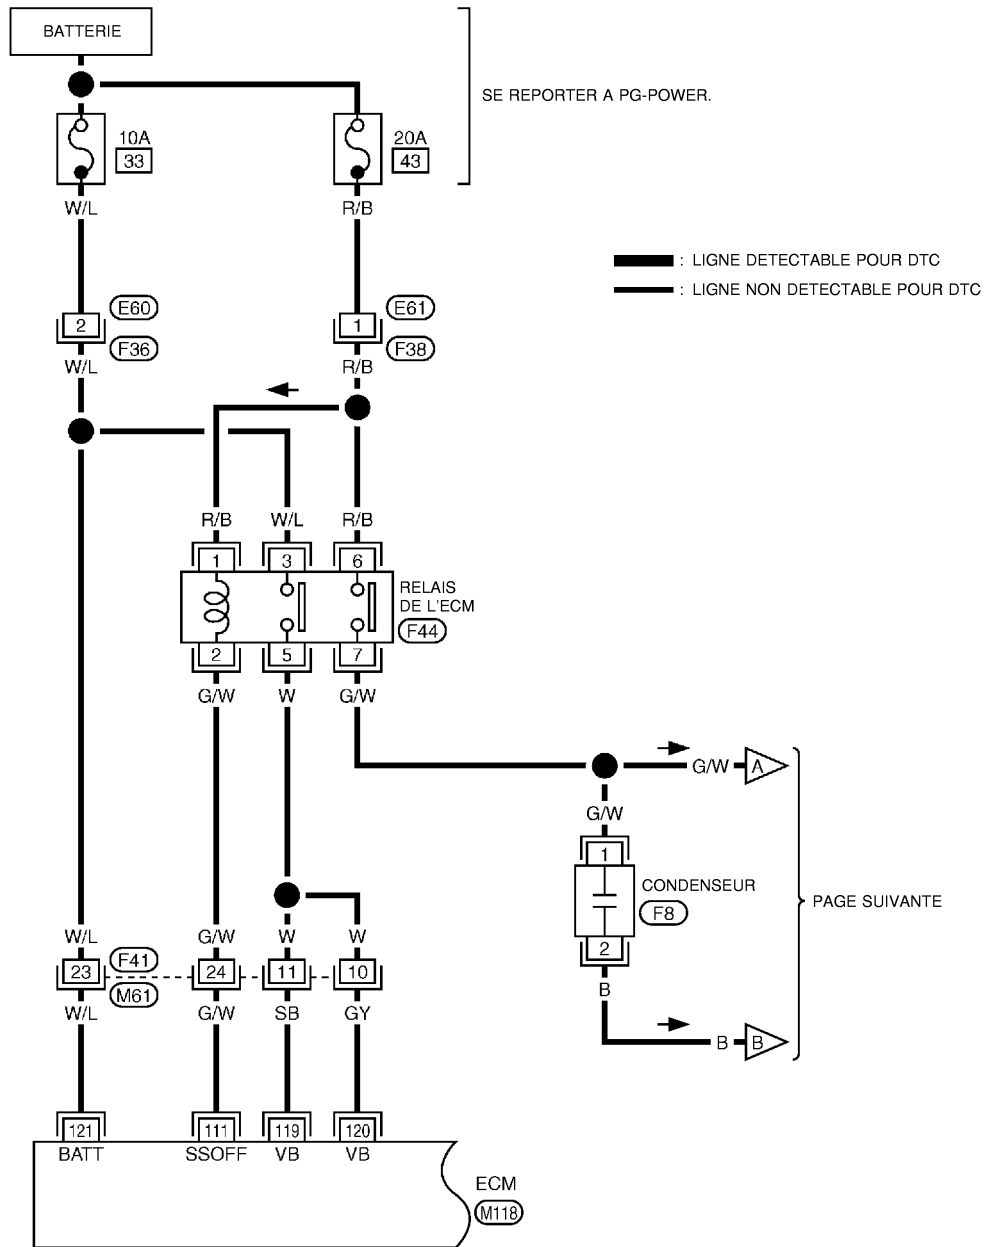 BATTERIE
SE REPORTER A PG-POWER.
10A
33
20A
43
W/L
R/B
: LIGNE DETECTABLE POUR DTC
: LIGNE NON DETECTABLE POUR DTC
2
E60
F36
1
E61
F38
W/L
R/B
R/B
W/L
R/B
1
3
6
RELAIS
DE L'ECM
F44
2
5
7
G/W
W
G/W
G/W
A
G/W
1
CONDENSEUR
F8
2
B
B
B
PAGE SUIVANTE
W/L
G/W
W
W
23
F41
M61
24
11
10
W/L
G/W
SB
GY
121
111
119
120
BATT
SSOFF
VB
VB
ECM
M118